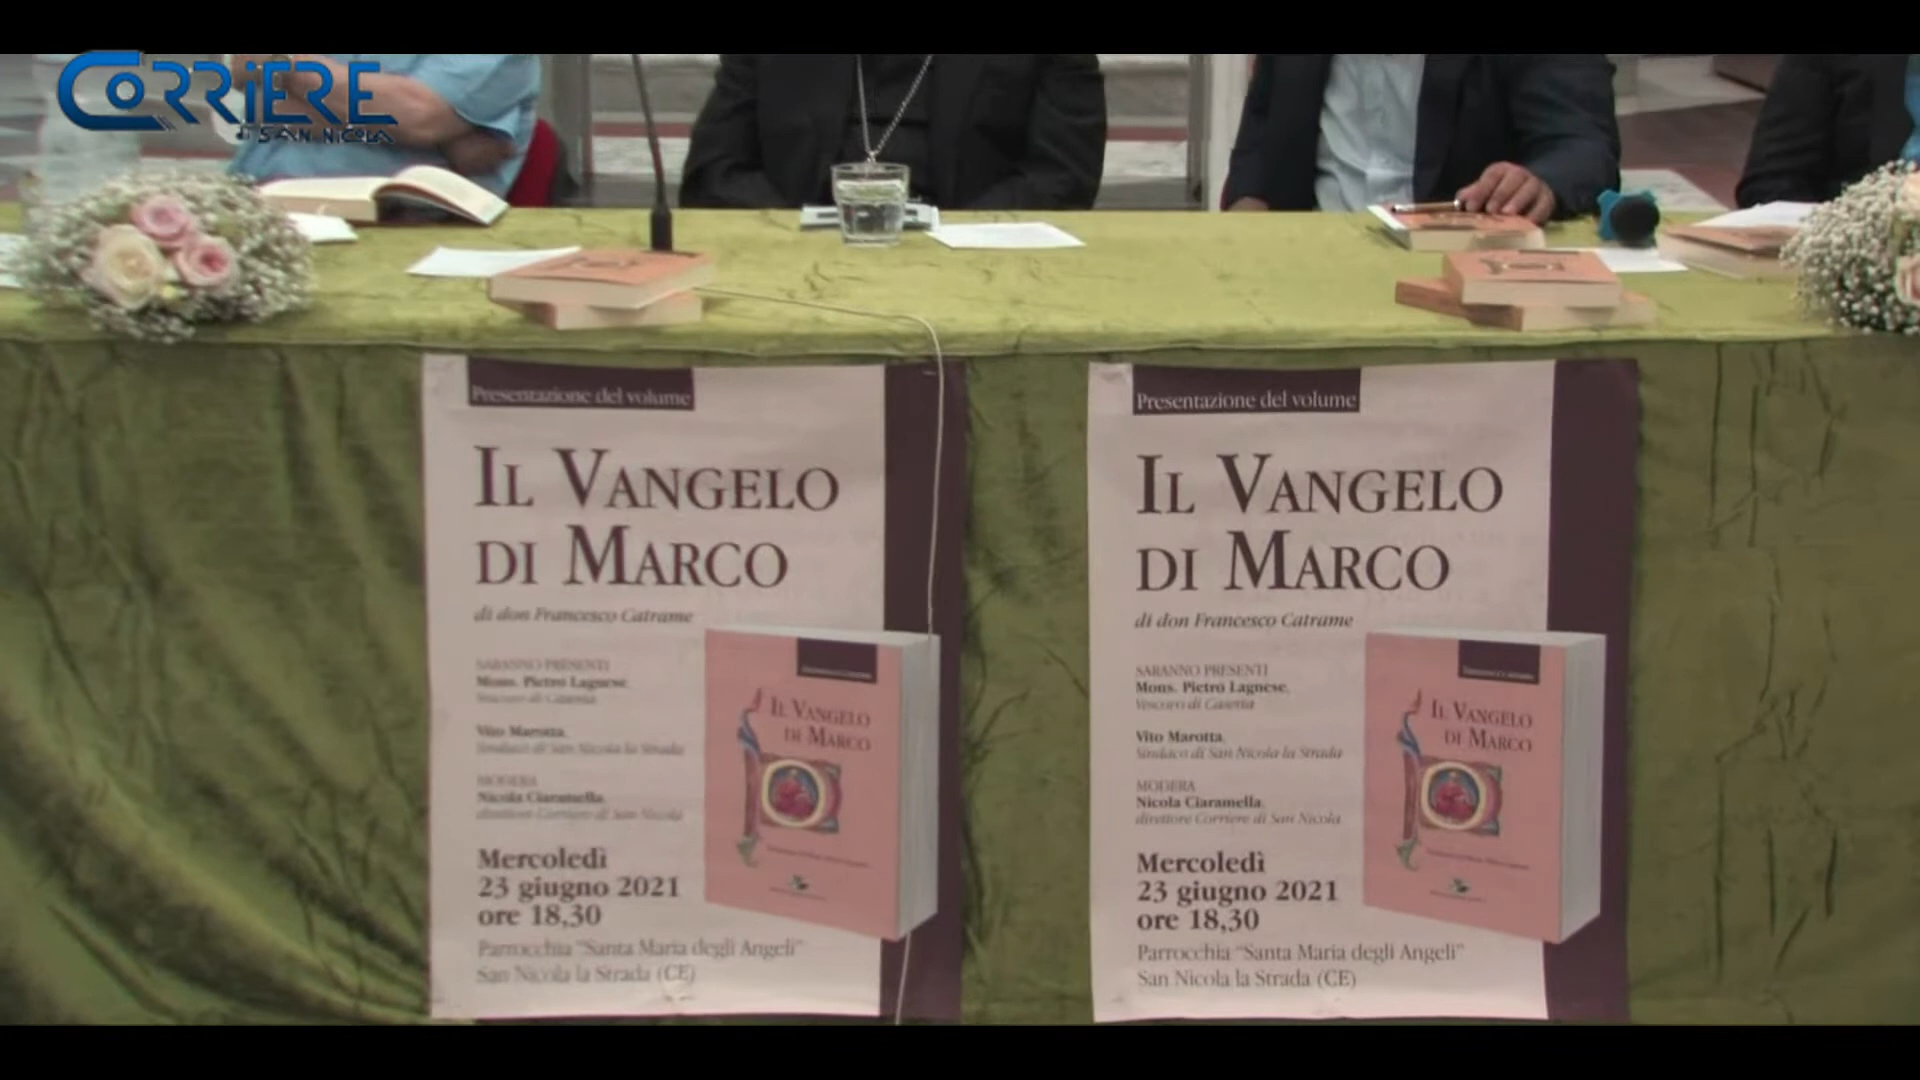 CORRiERE
di SAN NiCOLA
Presentazione del volume
IL VANGELO
DI MARCO
di don Francesco Catrame
SARANNO PRESENTI
Mons. Pietro Lagnese,
Vescovo di Caserta
Vito Marotta,
Sindaco di San Nicola la Strada
MODERA
Nicola Ciaramella,
direttore Corriere di San Nicola
Mercoledì
23 giugno 2021
ore 18,30
Parrocchia "Santa Maria degli Angeli"
San Nicola la Strada (CE)
IL VANGELO
DI MARCO
Presentazione del volume
IL VANGELO
DI MARCO
di don Francesco Catrame
SARANNO PRESENTI
Mons. Pietro Lagnese,
Vescovo di Caserta
Vito Marotta,
Sindaco di San Nicola la Strada
MODERA
Nicola Ciaramella,
direttore Corriere di San Nicola
Mercoledì
23 giugno 2021
ore 18,30
Parrocchia "Santa Maria degli Angeli"
San Nicola la Strada (CE)
IL VANGELO
DI MARCO